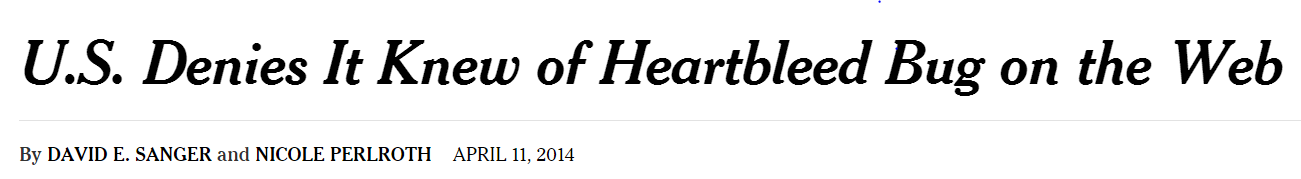 U.S. Denies It Knew of Heartbleed Bug on the Web
By DAVID E. SANGER and NICOLE PERLROTH APRIL 11, 2014